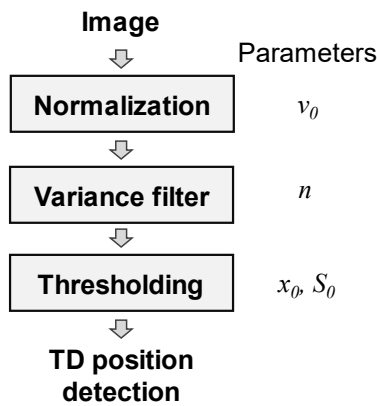 Image
Parameters
Normalization
v₀
Variance filter
n
Thresholding
x₀, S₀
TD position
detection